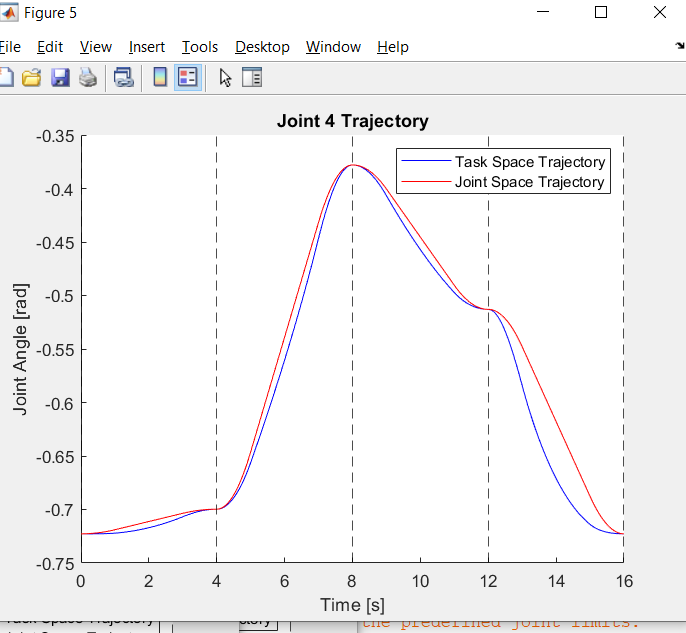 Figure 5
File Edit View Insert Tools Desktop Window Help
Joint 4 Trajectory
-0.35
-0.4
-0.45
-0.5
-0.55
-0.6
-0.65
-0.7
-0.75
Joint Angle [rad]
Task Space Trajectory
Joint Space Trajectory
0 2 4 6 8 10 12 14 16
Time [s]
the predefined joint limits.